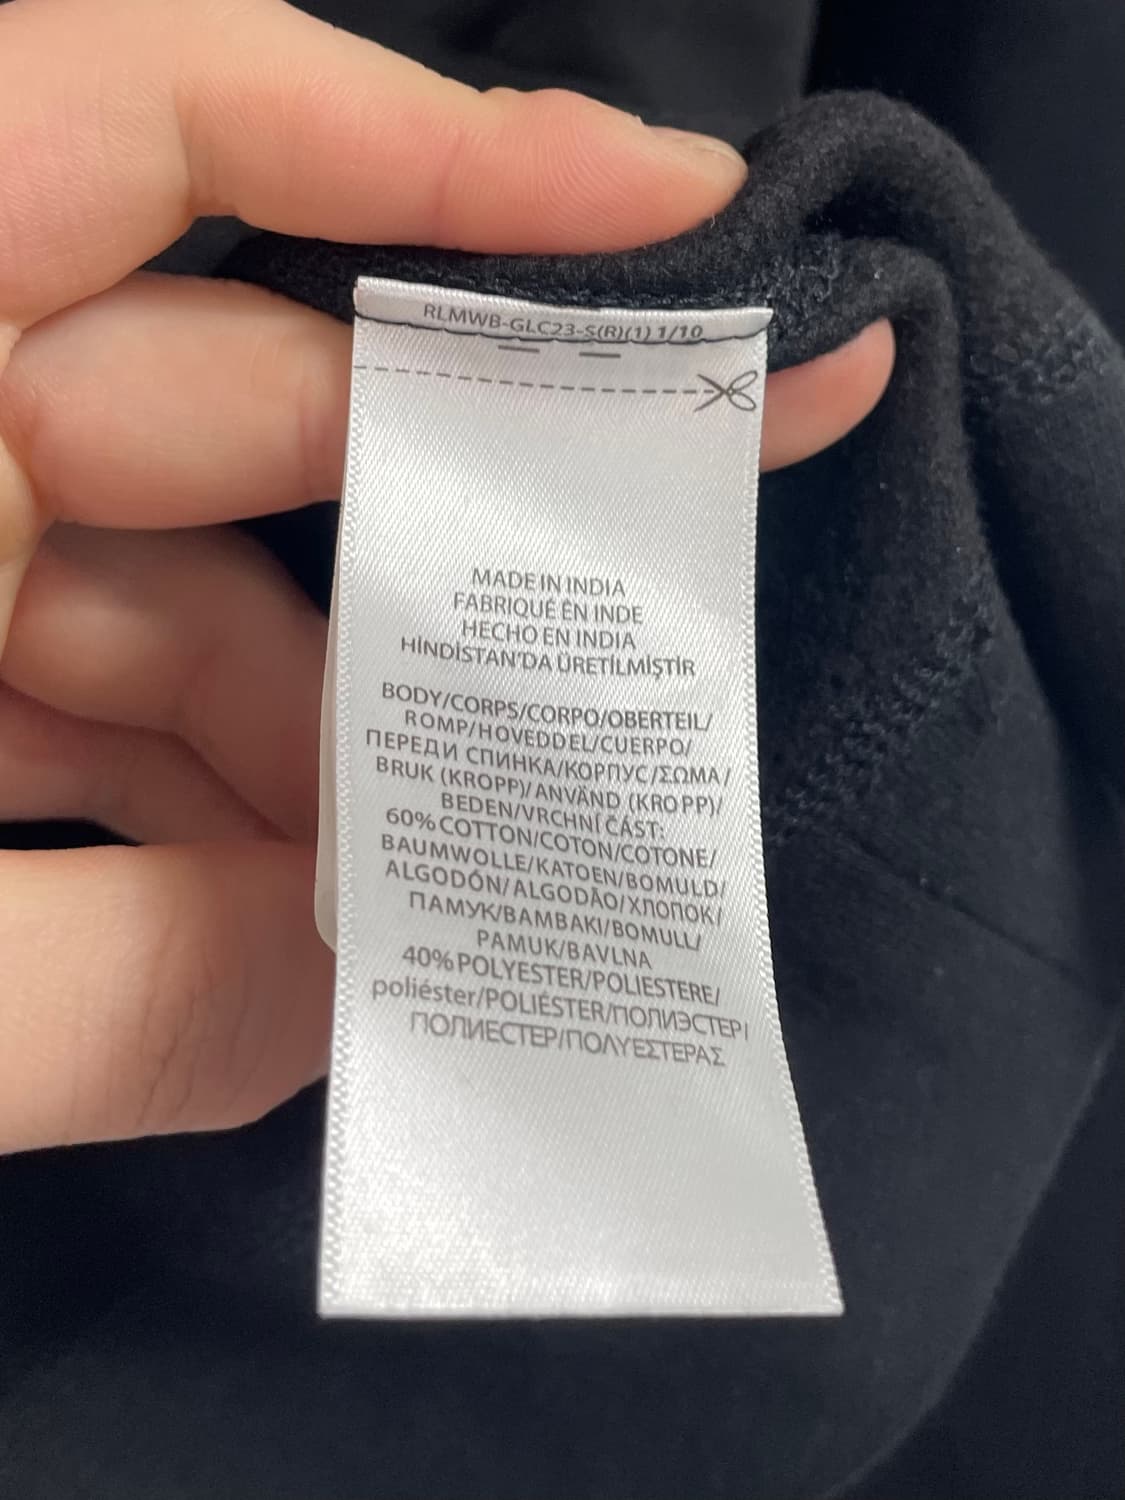 RLMWB-GLC23-S(R)(1) 1/10
MADE IN INDIA
FABRIQUÉ EN INDE
HECHO EN INDIA
HİNDİSTAN'DA ÜRETİLMİŞTİR
BODY/CORPS/CORPO/OBERTEIL/
ROMP/HOVEDDEL/CUERPO/
ПЕРЕД И СПИНКА/КОРПУС/ΣΩΜΑ/
BRUK (KROPP)/ANVÄND (KROPP)/
BEDEN/VRCHNÍ ČÁST:
60% COTTON/COTON/COTONE/
BAUMWOLLE/KATOEN/BOMULD/
ALGODÓN/ALGODÃO/ХЛОПОК/
ПАМУК/ΒΑΜΒΑΚΙ/BOMULL/
PAMUK/BAVLNA
40% POLYESTER/POLIESTERE/
poliéster/POLIÉSTER/ПОЛИЭСТЕР/
ПОЛИЕСТЕР/ΠΟΛΥΕΣΤΕΡΑΣ